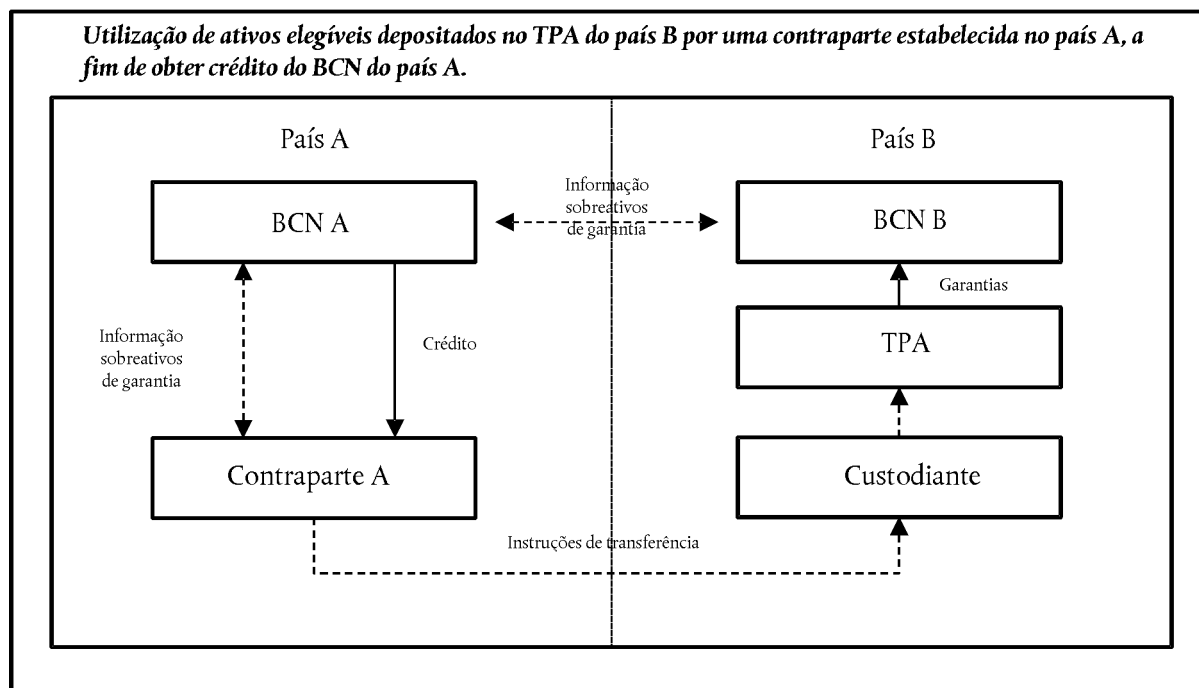 Utilização de ativos elegíveis depositados no TPA do país B por uma contraparte estabelecida no país A, a
fim de obter crédito do BCN do país A.
País A
País B
BCN A
Informação
sobreativos
de garantia
BCN B
Garantias
Informação
sobreativos
de garantia
Crédito
TPA
Contraparte A
Custodiante
Instruções de transferência